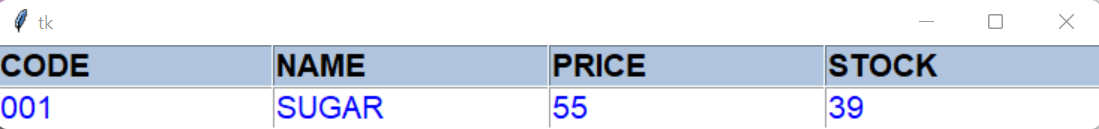 tk
CODE NAME PRICE STOCK
001 SUGAR 55 39